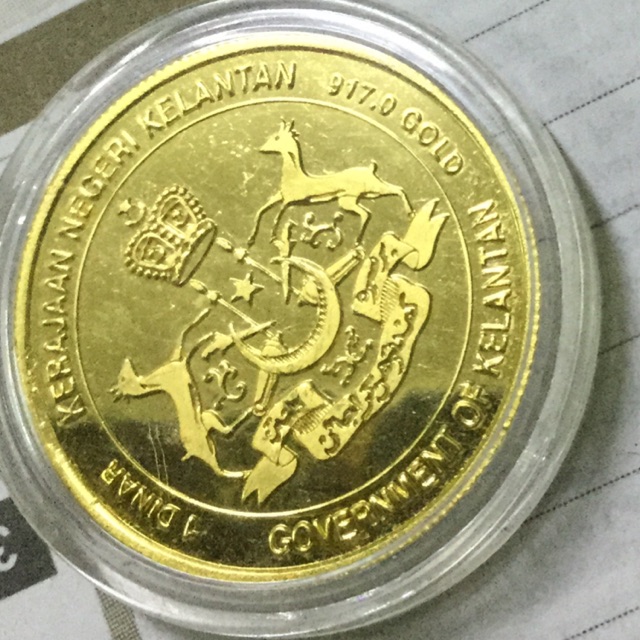 KERAJAAN NEGERI KELANTAN
917.0 GOLD
GOVERNMENT OF KELANTAN
1 DINAR